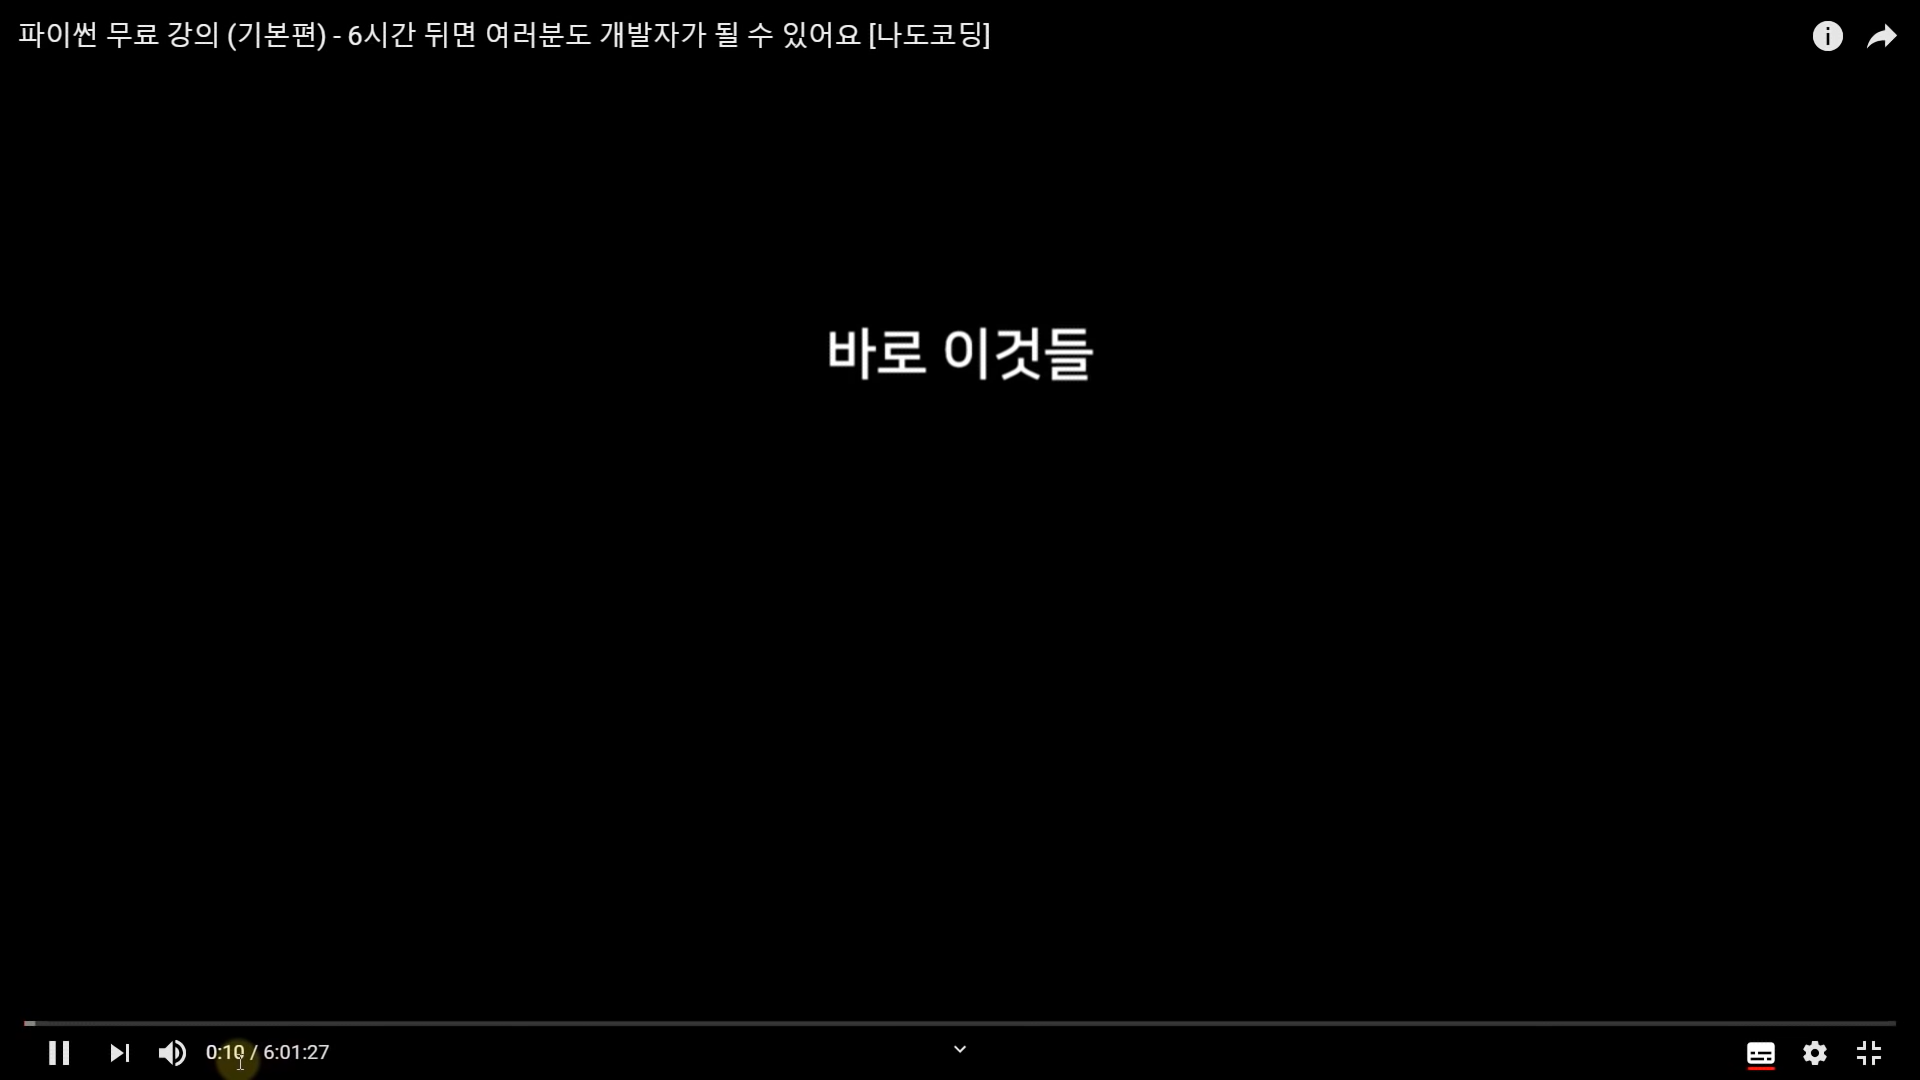 파이썬 무료 강의 (기본편) - 6시간 뒤면 여러분도 개발자가 될 수 있어요 [나도코딩]
바로 이것들
0:10 / 6:01:27